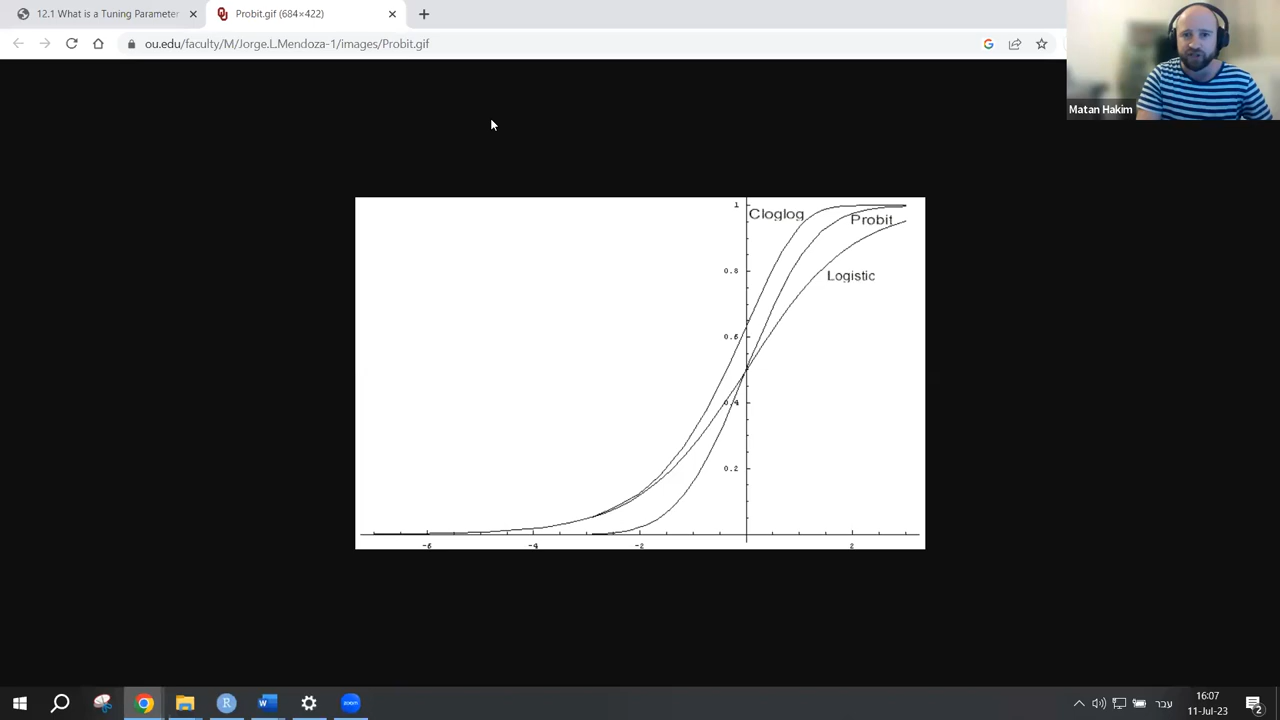 12.1 What is a Tuning Parameter
Probit.gif (684×422)
ou.edu/faculty/M/Jorge.L.Mendoza-1/images/Probit.gif
Matan Hakim
1
Cloglog
Probit
0.8
Logistic
0.6
0.4
0.2
-6
-4
-2
2
R
W
zoom
עבר
16:07
11-Jul-23
2